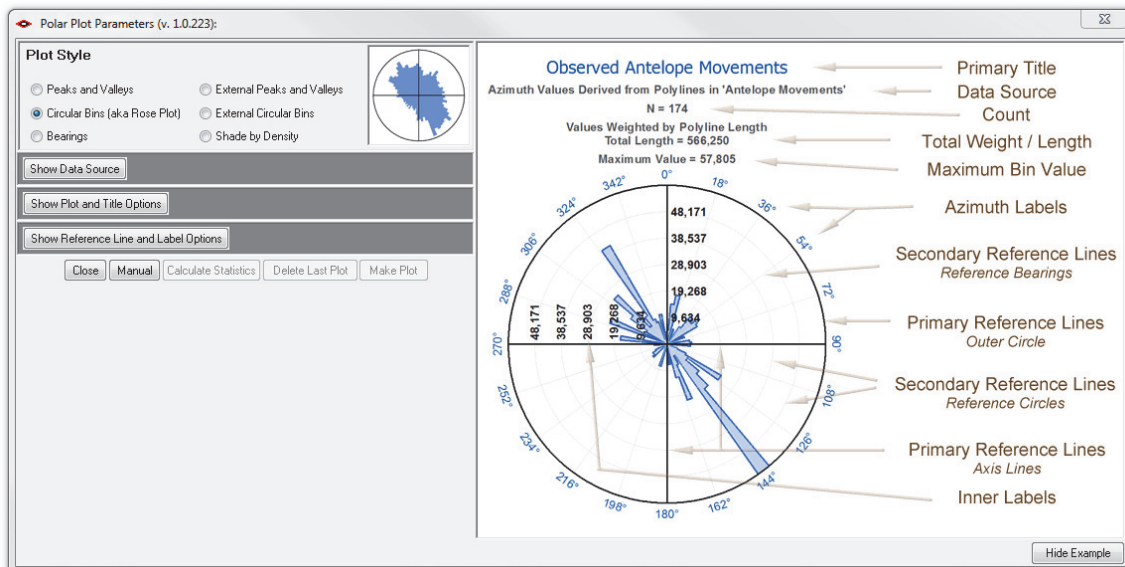 Polar Plot Parameters (v. 1.0.223):
Plot Style
Peaks and Valleys
External Peaks and Valleys
Circular Bins (aka Rose Plot)
External Circular Bins
Bearings
Shade by Density
Show Data Source
Show Plot and Title Options
Show Reference Line and Label Options
Close
Manual
Calculate Statistics
Delete Last Plot
Make Plot
Observed Antelope Movements
Azimuth Values Derived from Polylines in 'Antelope Movements'
N = 174
Values Weighted by Polyline Length
Total Length = 566,250
Maximum Value = 57,805
0°
18°
36°
54°
72°
90°
108°
126°
144°
162°
180°
198°
216°
234°
252°
270°
288°
306°
324°
342°
48,171
38,537
28,903
19,268
9,634
48,171
38,537
28,903
19,268
9,634
Primary Title
Data Source
Count
Total Weight / Length
Maximum Bin Value
Azimuth Labels
Secondary Reference Lines
Reference Bearings
Primary Reference Lines
Outer Circle
Secondary Reference Lines
Reference Circles
Primary Reference Lines
Axis Lines
Inner Labels
Hide Example